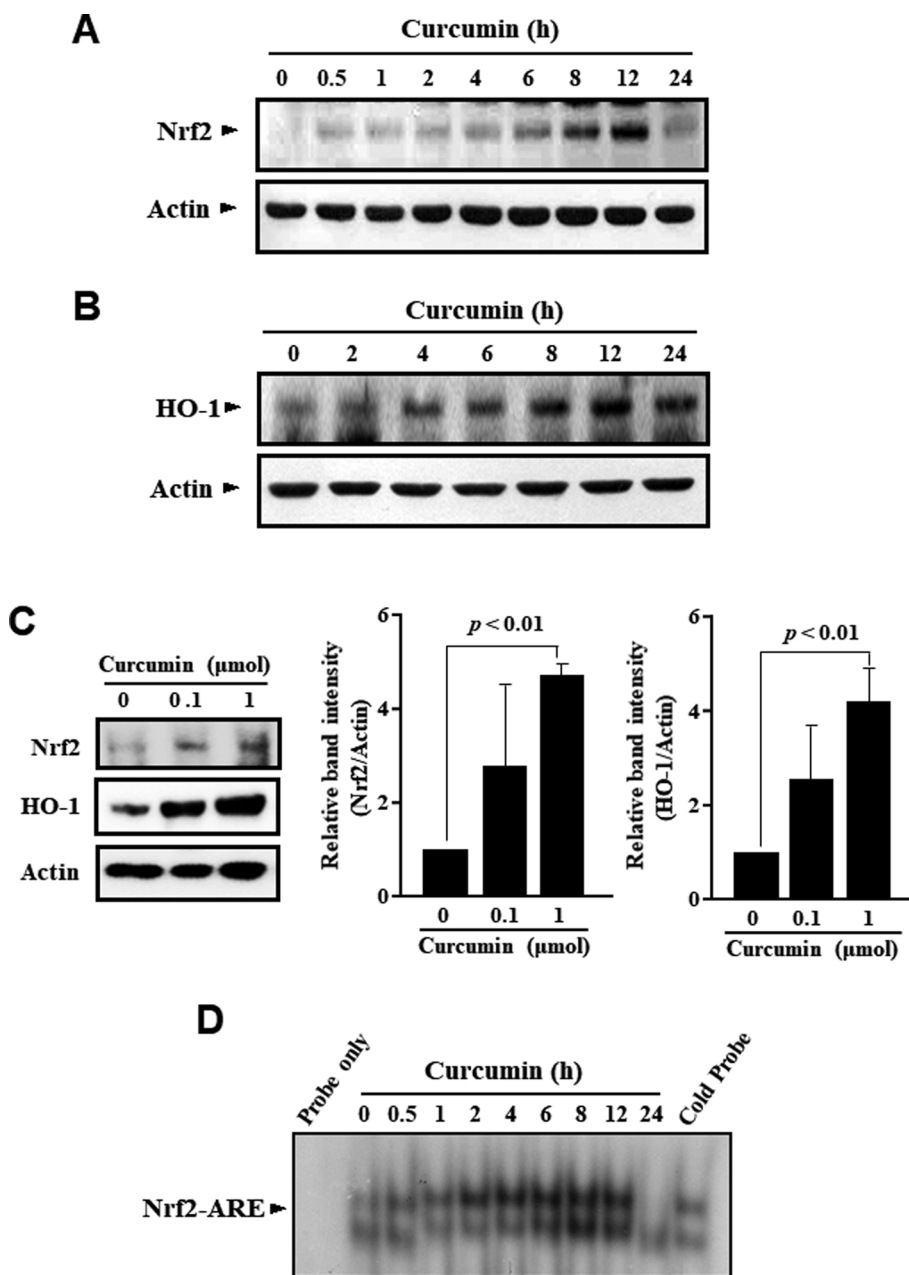 A
Curcumin (h)
0 0.5 1 2 4 6 8 12 24
Nrf2
Actin
B
Curcumin (h)
0 2 4 6 8 12 24
HO-1
Actin
C
Curcumin (μmol)
0 0.1 1
Nrf2
HO-1
Actin
Relative band intensity
(Nrf2/Actin)
6
4
2
0
p < 0.01
0 0.1 1
Curcumin (μmol)
Relative band intensity
(HO-1/Actin)
6
4
2
0
p < 0.01
0 0.1 1
Curcumin (μmol)
D
Probe only
Curcumin (h)
0 0.5 1 2 4 6 8 12 24
Cold Probe
Nrf2-ARE